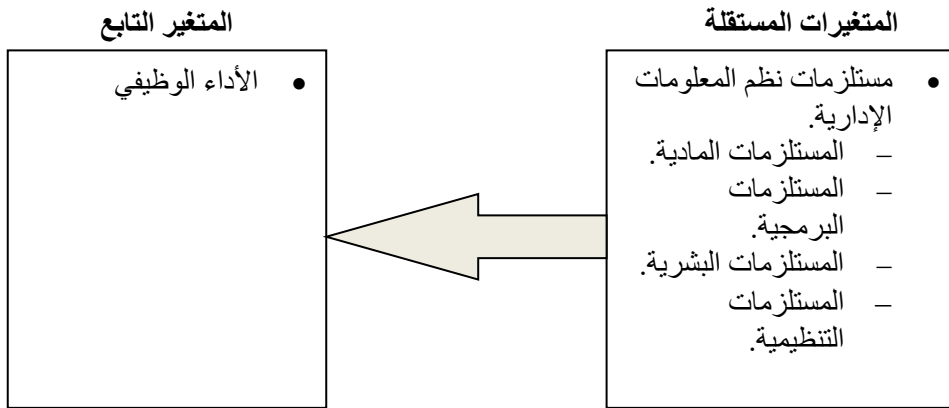 المتغيرات المستقلة
• مستلزمات نظم المعلومات
الإدارية.
– المستلزمات المادية.
– المستلزمات
البرمجية.
– المستلزمات البشرية.
– المستلزمات
التنظيمية.
المتغير التابع
• الأداء الوظيفي